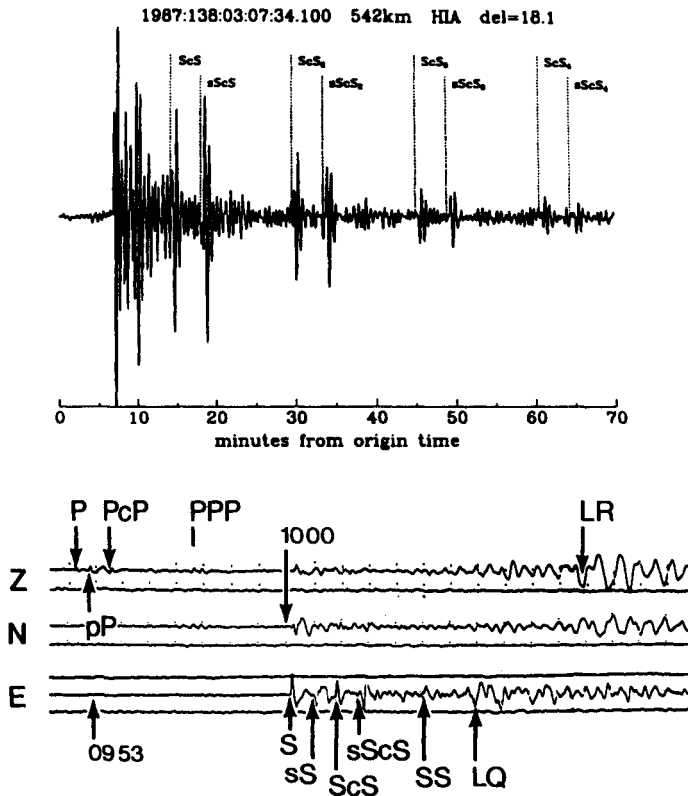 1987:138:03:07:34.100 542km HIA del=18.1
ScS ScS₂ ScS₃ ScS₄
sScS sScS₂ sScS₃ sScS₄
0 10 20 30 40 50 60 70
minutes from origin time
P PcP PPP LR
1000
Z
pP
N
E
0953 S sScS
sS SS LQ
ScS